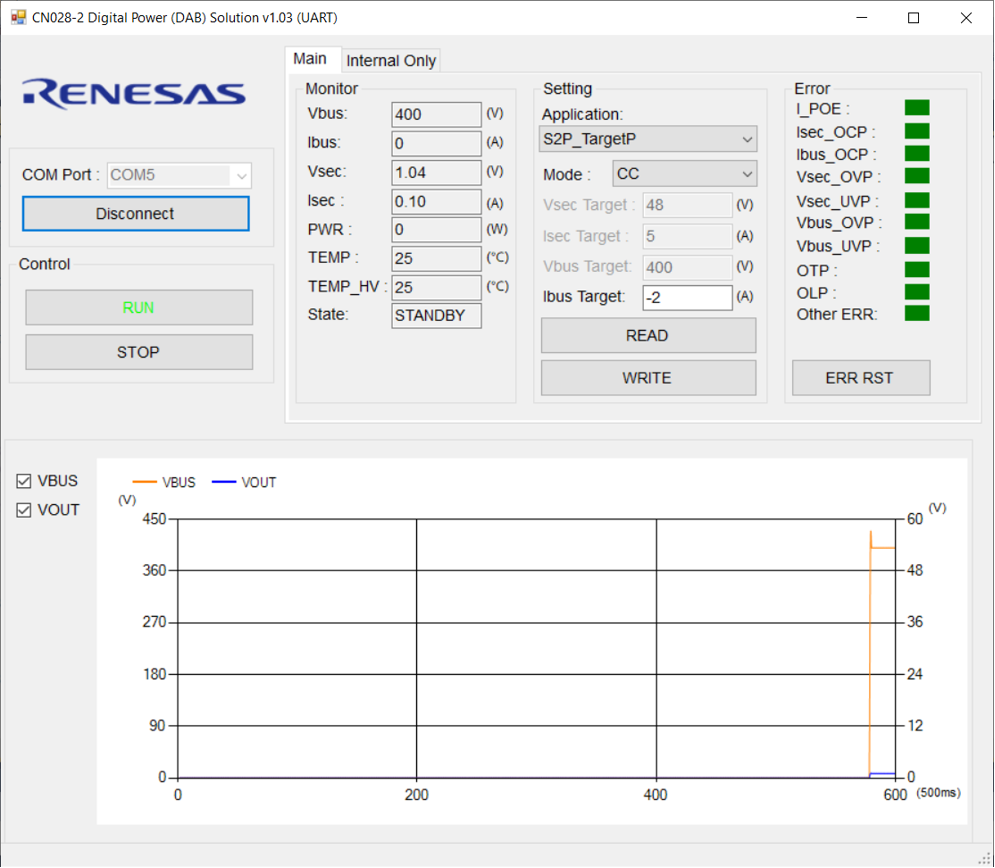 CN028-2 Digital Power (DAB) Solution v1.03 (UART)
RENESAS
COM Port : COM5
Disconnect
Control
RUN
STOP
Main Internal Only
Monitor
Vbus: 400 (V)
Ibus: 0 (A)
Vsec: 1.04 (V)
Isec : 0.10 (A)
PWR : 0 (W)
TEMP : 25 (°C)
TEMP_HV : 25 (°C)
State: STANDBY
Setting
Application:
S2P_TargetP
Mode : CC
Vsec Target : 48 (V)
Isec Target : 5 (A)
Vbus Target: 400 (V)
Ibus Target: -2 (A)
READ
WRITE
Error
I_POE :
Isec_OCP :
Ibus_OCP :
Vsec_OVP :
Vsec_UVP :
Vbus_OVP :
Vbus_UVP :
OTP :
OLP :
Other ERR:
ERR RST
VBUS
VOUT
VBUS VOUT
(V) (V)
450 60
360 48
270 36
180 24
90 12
0 0
0 200 400 600 (500ms)